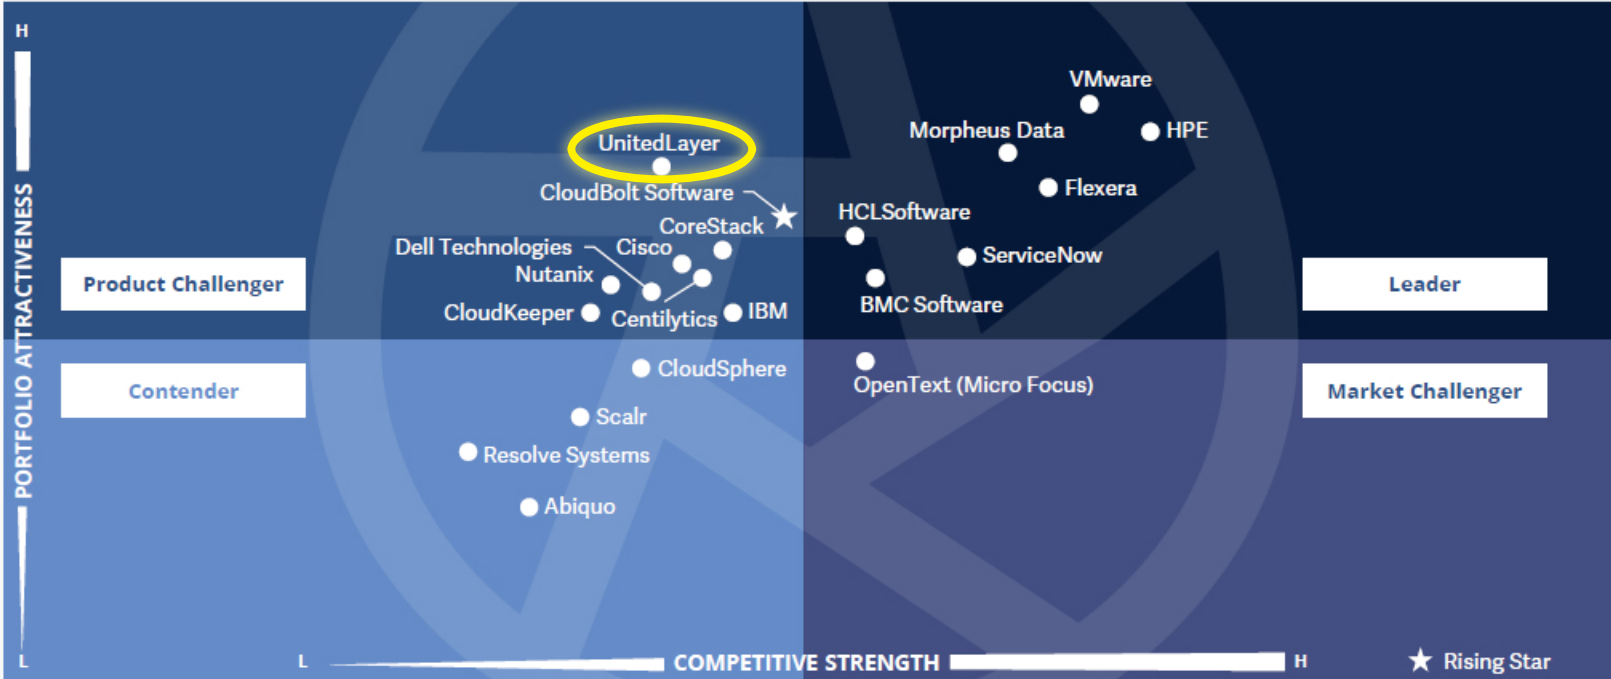 H
VMware
Morpheus Data
HPE
UnitedLayer
CloudBolt Software
Flexera
HCLSoftware
CoreStack
Dell Technologies
Cisco
ServiceNow
Nutanix
Product Challenger
Leader
BMC Software
CloudKeeper
Centilytics
IBM
CloudSphere
OpenText (Micro Focus)
Contender
Market Challenger
Scalr
Resolve Systems
Abiquo
PORTFOLIO ATTRACTIVENESS
L
L
COMPETITIVE STRENGTH
H
Rising Star